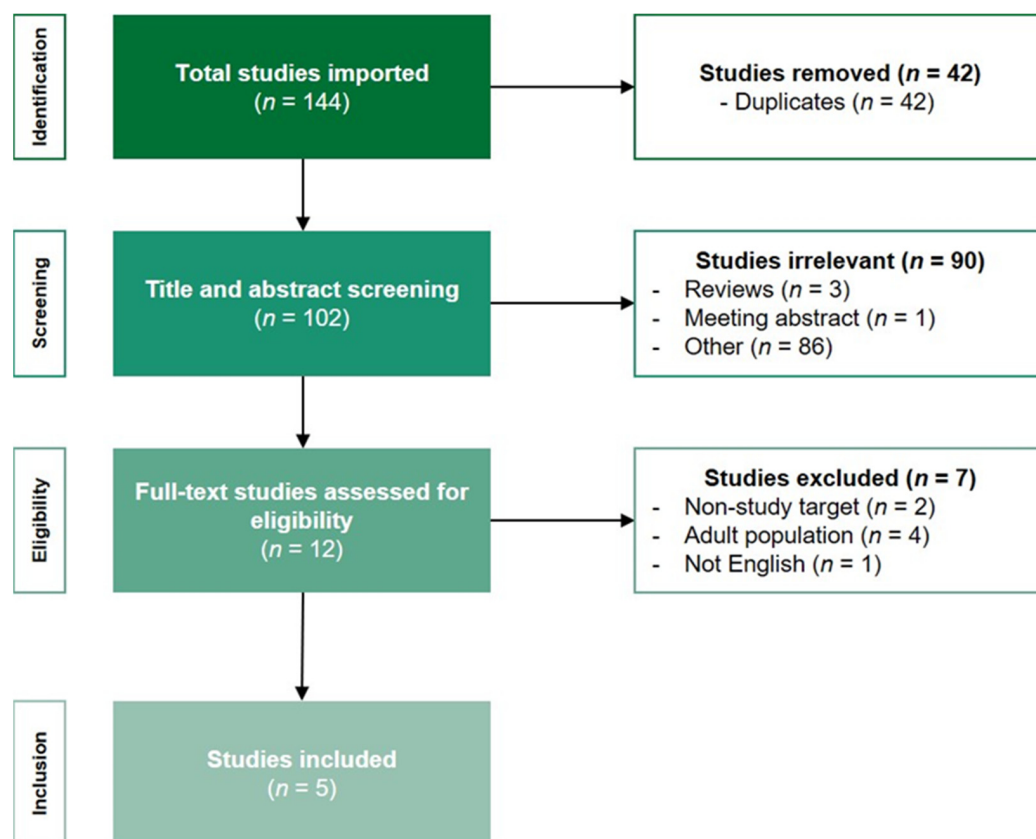 Identification
Total studies imported
(n = 144)
Studies removed (n = 42)
- Duplicates (n = 42)
Screening
Title and abstract screening
(n = 102)
Studies irrelevant (n = 90)
- Reviews (n = 3)
- Meeting abstract (n = 1)
- Other (n = 86)
Eligibility
Full-text studies assessed for
eligibility
(n = 12)
Studies excluded (n = 7)
- Non-study target (n = 2)
- Adult population (n = 4)
- Not English (n = 1)
Inclusion
Studies included
(n = 5)